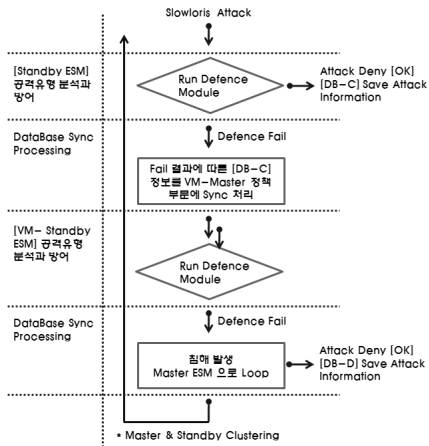 Slowloris Attack
[Standby ESM]
공격유형 분석과
방어
Run Defence
Module
Attack Deny [OK]
[DB-C] Save Attack
Information
DataBase Sync
Processing
Defence Fail
Fail 결과에 따른 [DB-C]
정보를 VM-Master 정책
부문에 Sync 처리
[VM- Standby
ESM] 공격유형
분석과 방어
Run Defence
Module
DataBase Sync
Processing
Defence Fail
침해 발생
Master ESM 으로 Loop
Attack Deny [OK]
[DB-D] Save Attack
Information
* Master & Standby Clustering